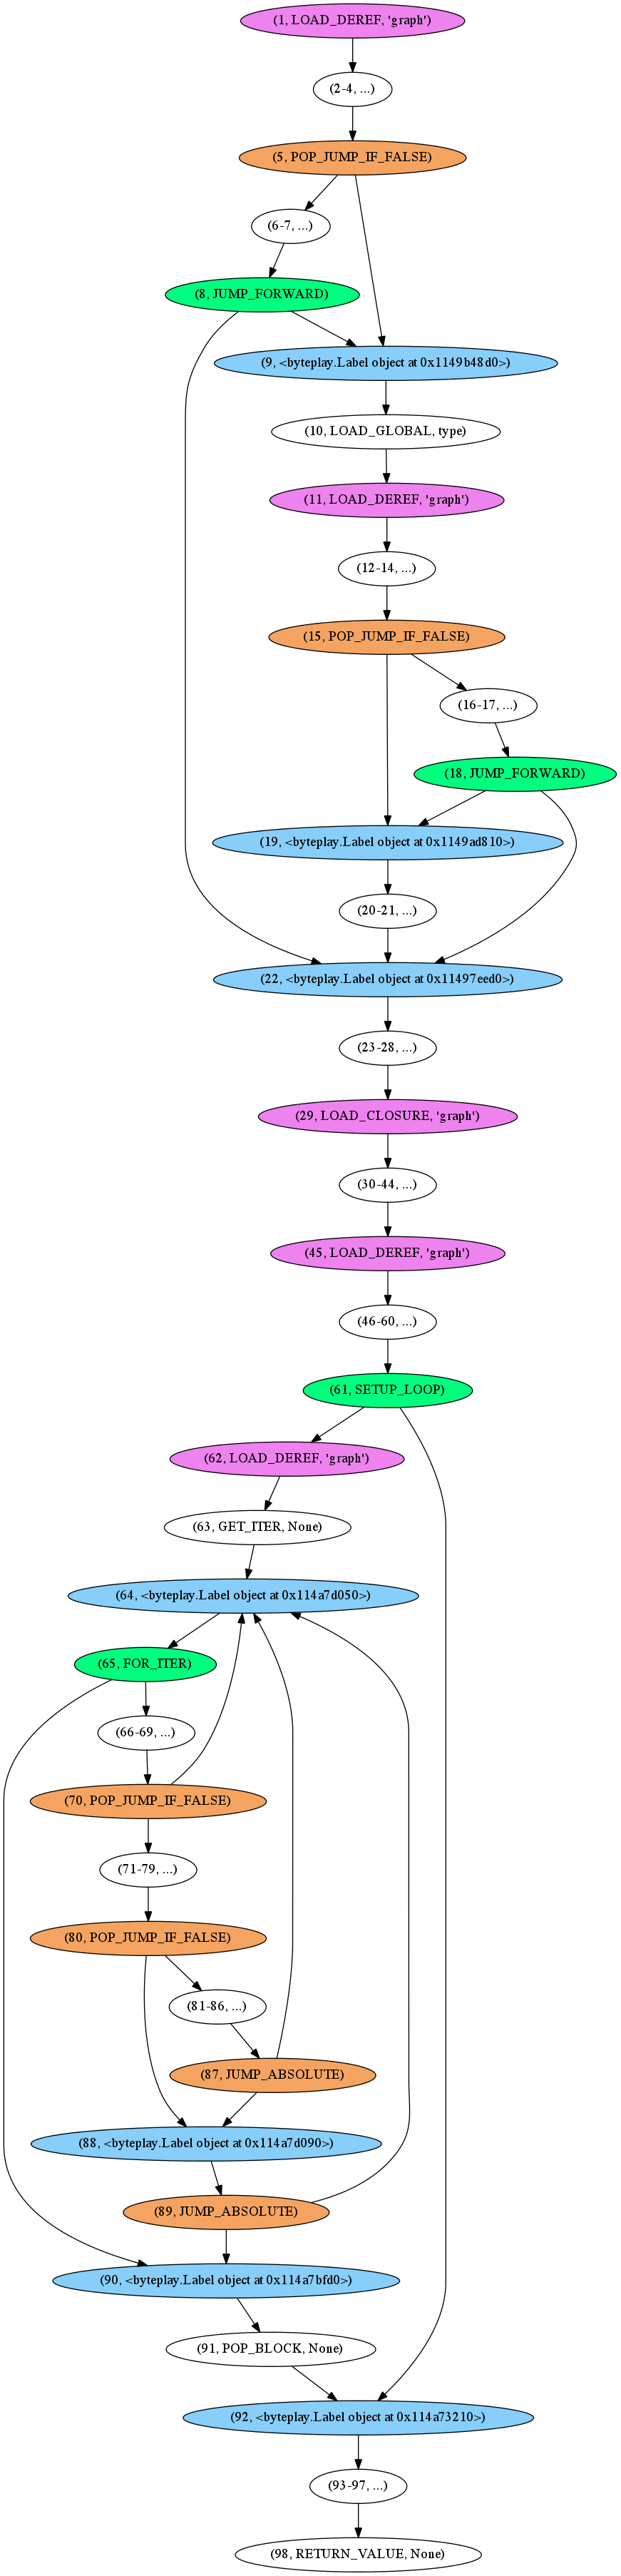 (1, LOAD_DEREF, 'graph')
(2-4, ...)
(5, POP_JUMP_IF_FALSE)
(6-7, ...)
(8, JUMP_FORWARD)
(9, <byteplay.Label object at 0x1149b48d0>)
(10, LOAD_GLOBAL, type)
(11, LOAD_DEREF, 'graph')
(12-14, ...)
(15, POP_JUMP_IF_FALSE)
(16-17, ...)
(18, JUMP_FORWARD)
(19, <byteplay.Label object at 0x1149ad810>)
(20-21, ...)
(22, <byteplay.Label object at 0x11497eed0>)
(23-28, ...)
(29, LOAD_CLOSURE, 'graph')
(30-44, ...)
(45, LOAD_DEREF, 'graph')
(46-60, ...)
(61, SETUP_LOOP)
(62, LOAD_DEREF, 'graph')
(63, GET_ITER, None)
(64, <byteplay.Label object at 0x114a7d050>)
(65, FOR_ITER)
(66-69, ...)
(70, POP_JUMP_IF_FALSE)
(71-79, ...)
(80, POP_JUMP_IF_FALSE)
(81-86, ...)
(87, JUMP_ABSOLUTE)
(88, <byteplay.Label object at 0x114a7d090>)
(89, JUMP_ABSOLUTE)
(90, <byteplay.Label object at 0x114a7bfd0>)
(91, POP_BLOCK, None)
(92, <byteplay.Label object at 0x114a73210>)
(93-97, ...)
(98, RETURN_VALUE, None)